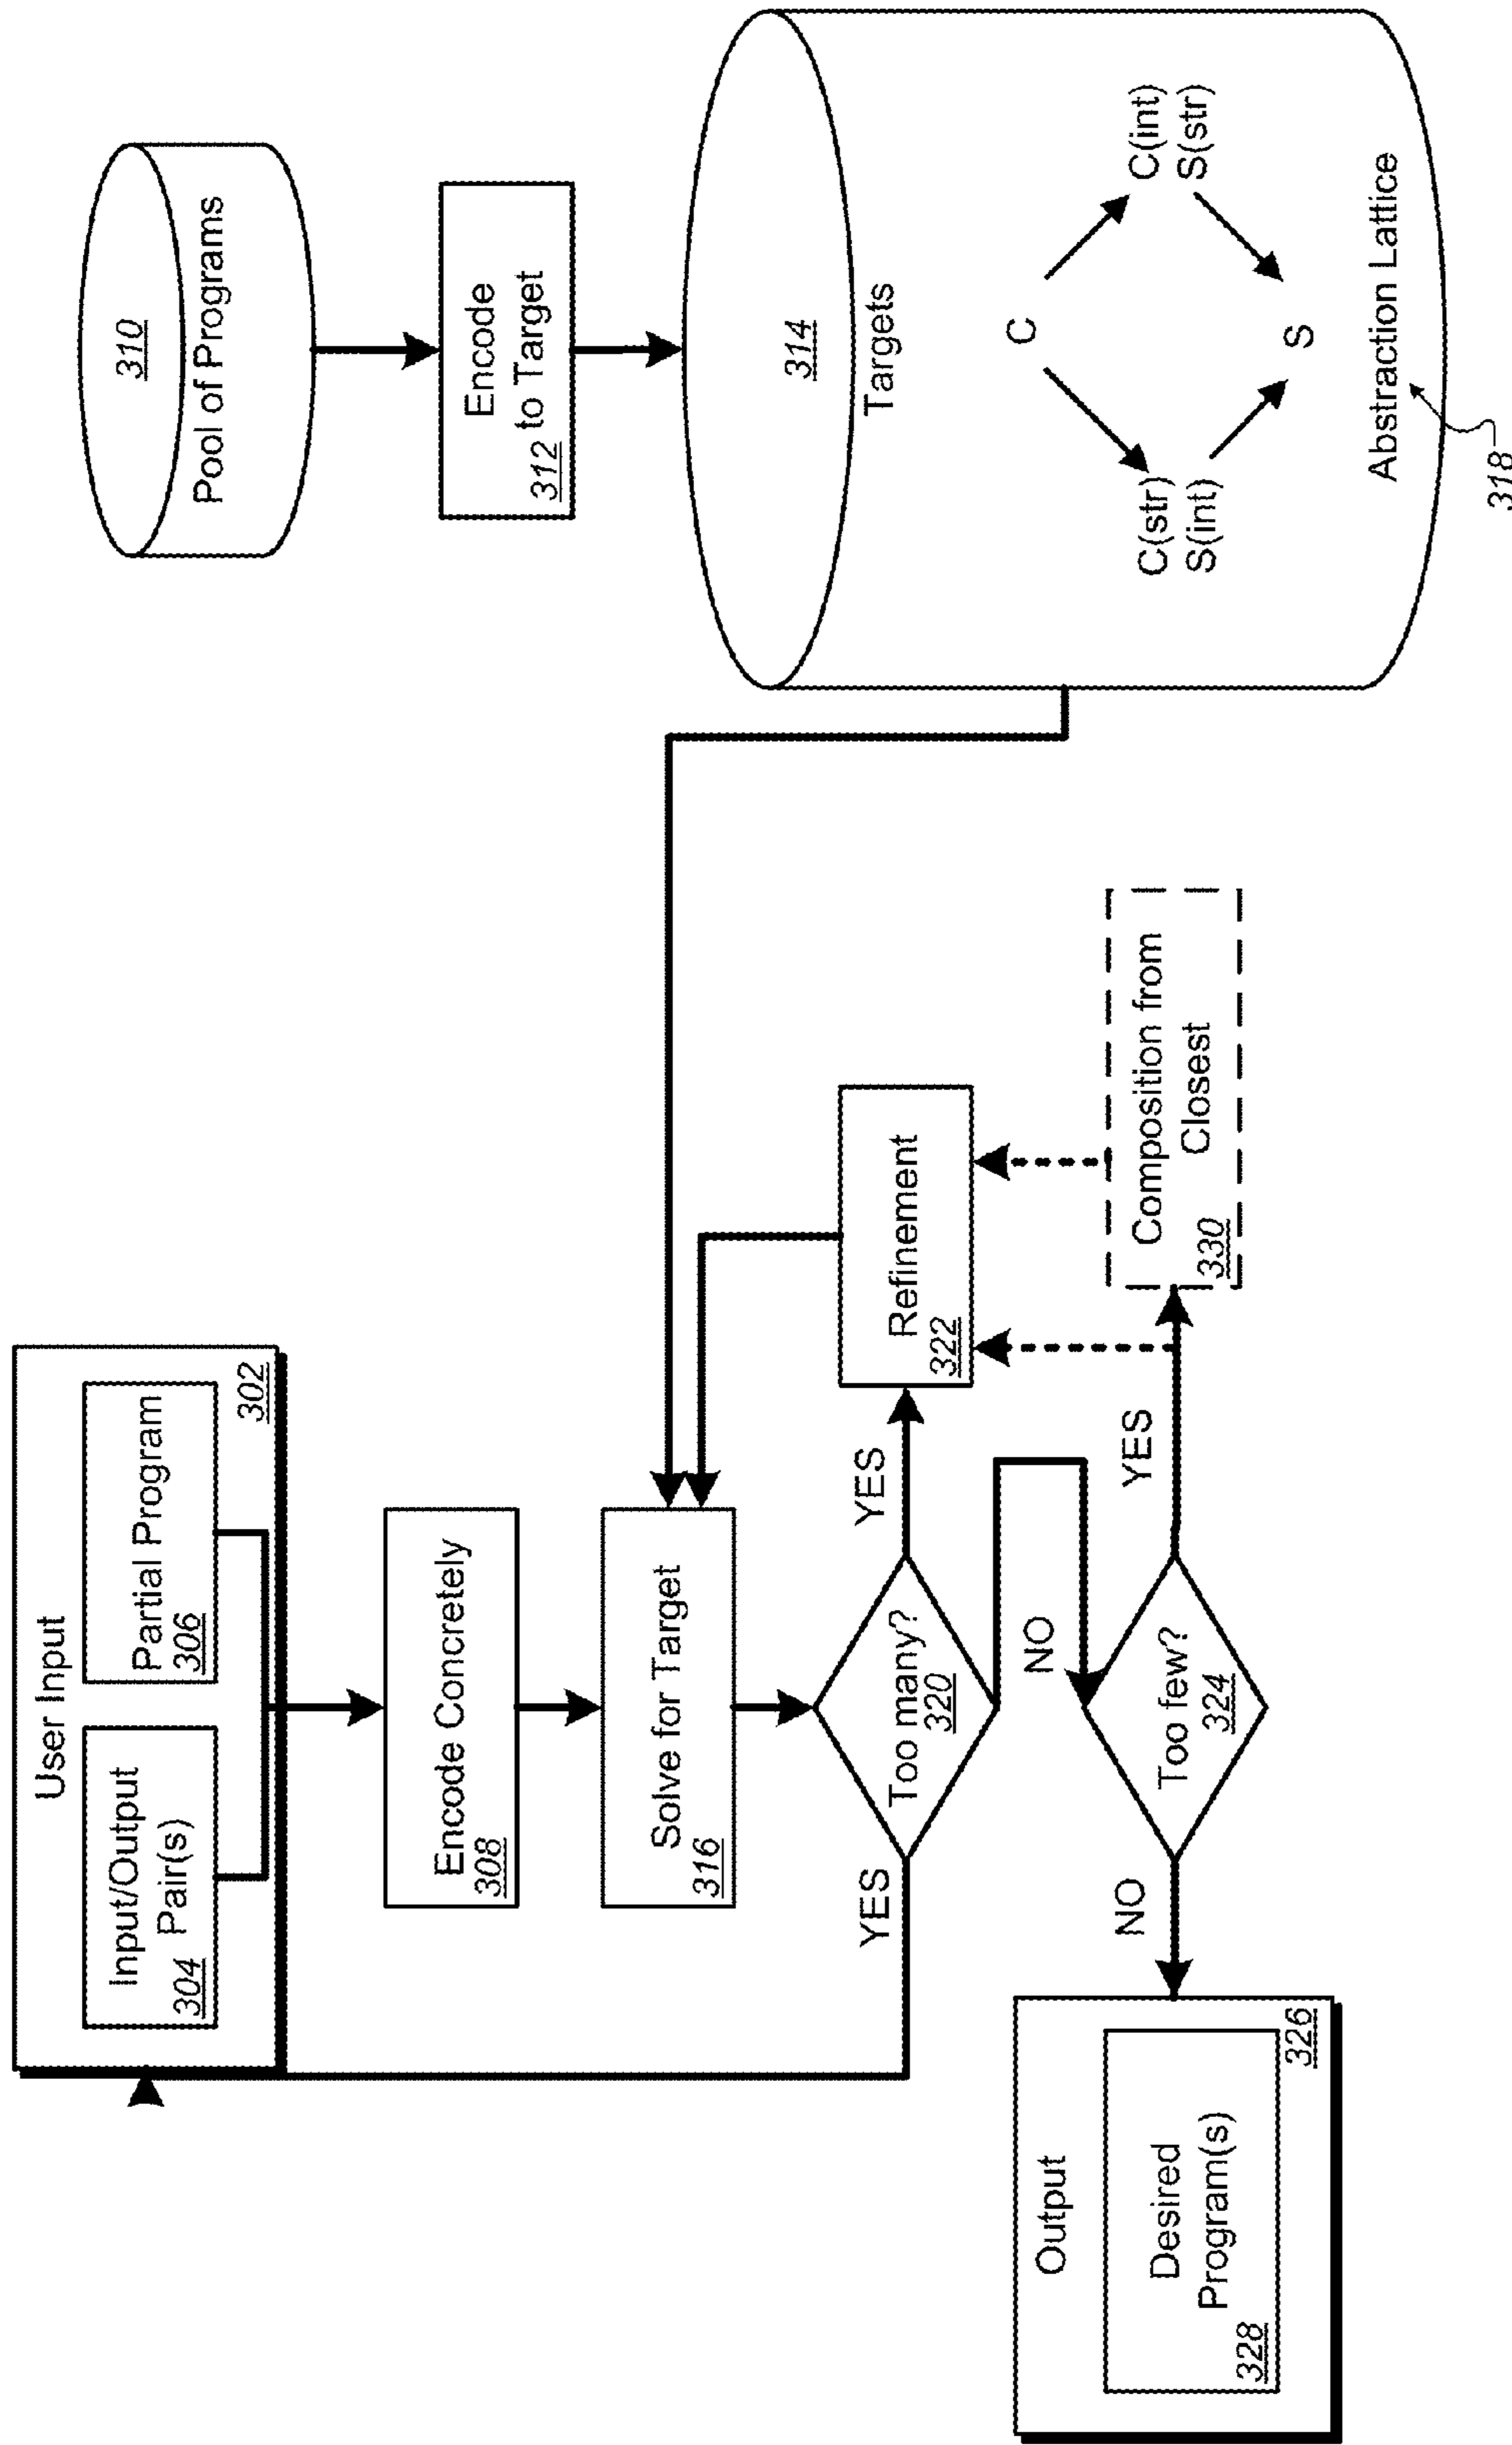 User Input
Input/Output
Pair(s)
304
Partial Program
306
302
Encode Concretely
308
Solve for Target
316
Too many?
320
YES
YES
NO
Refinement
322
Too few?
324
YES
NO
Composition from
Closest
330
Output
Desired
Program(s)
328
326
310
Pool of Programs
Encode
312 to Target
314
Targets
C
C(str)
S(int)
C(int)
S(str)
S
Abstraction Lattice
318